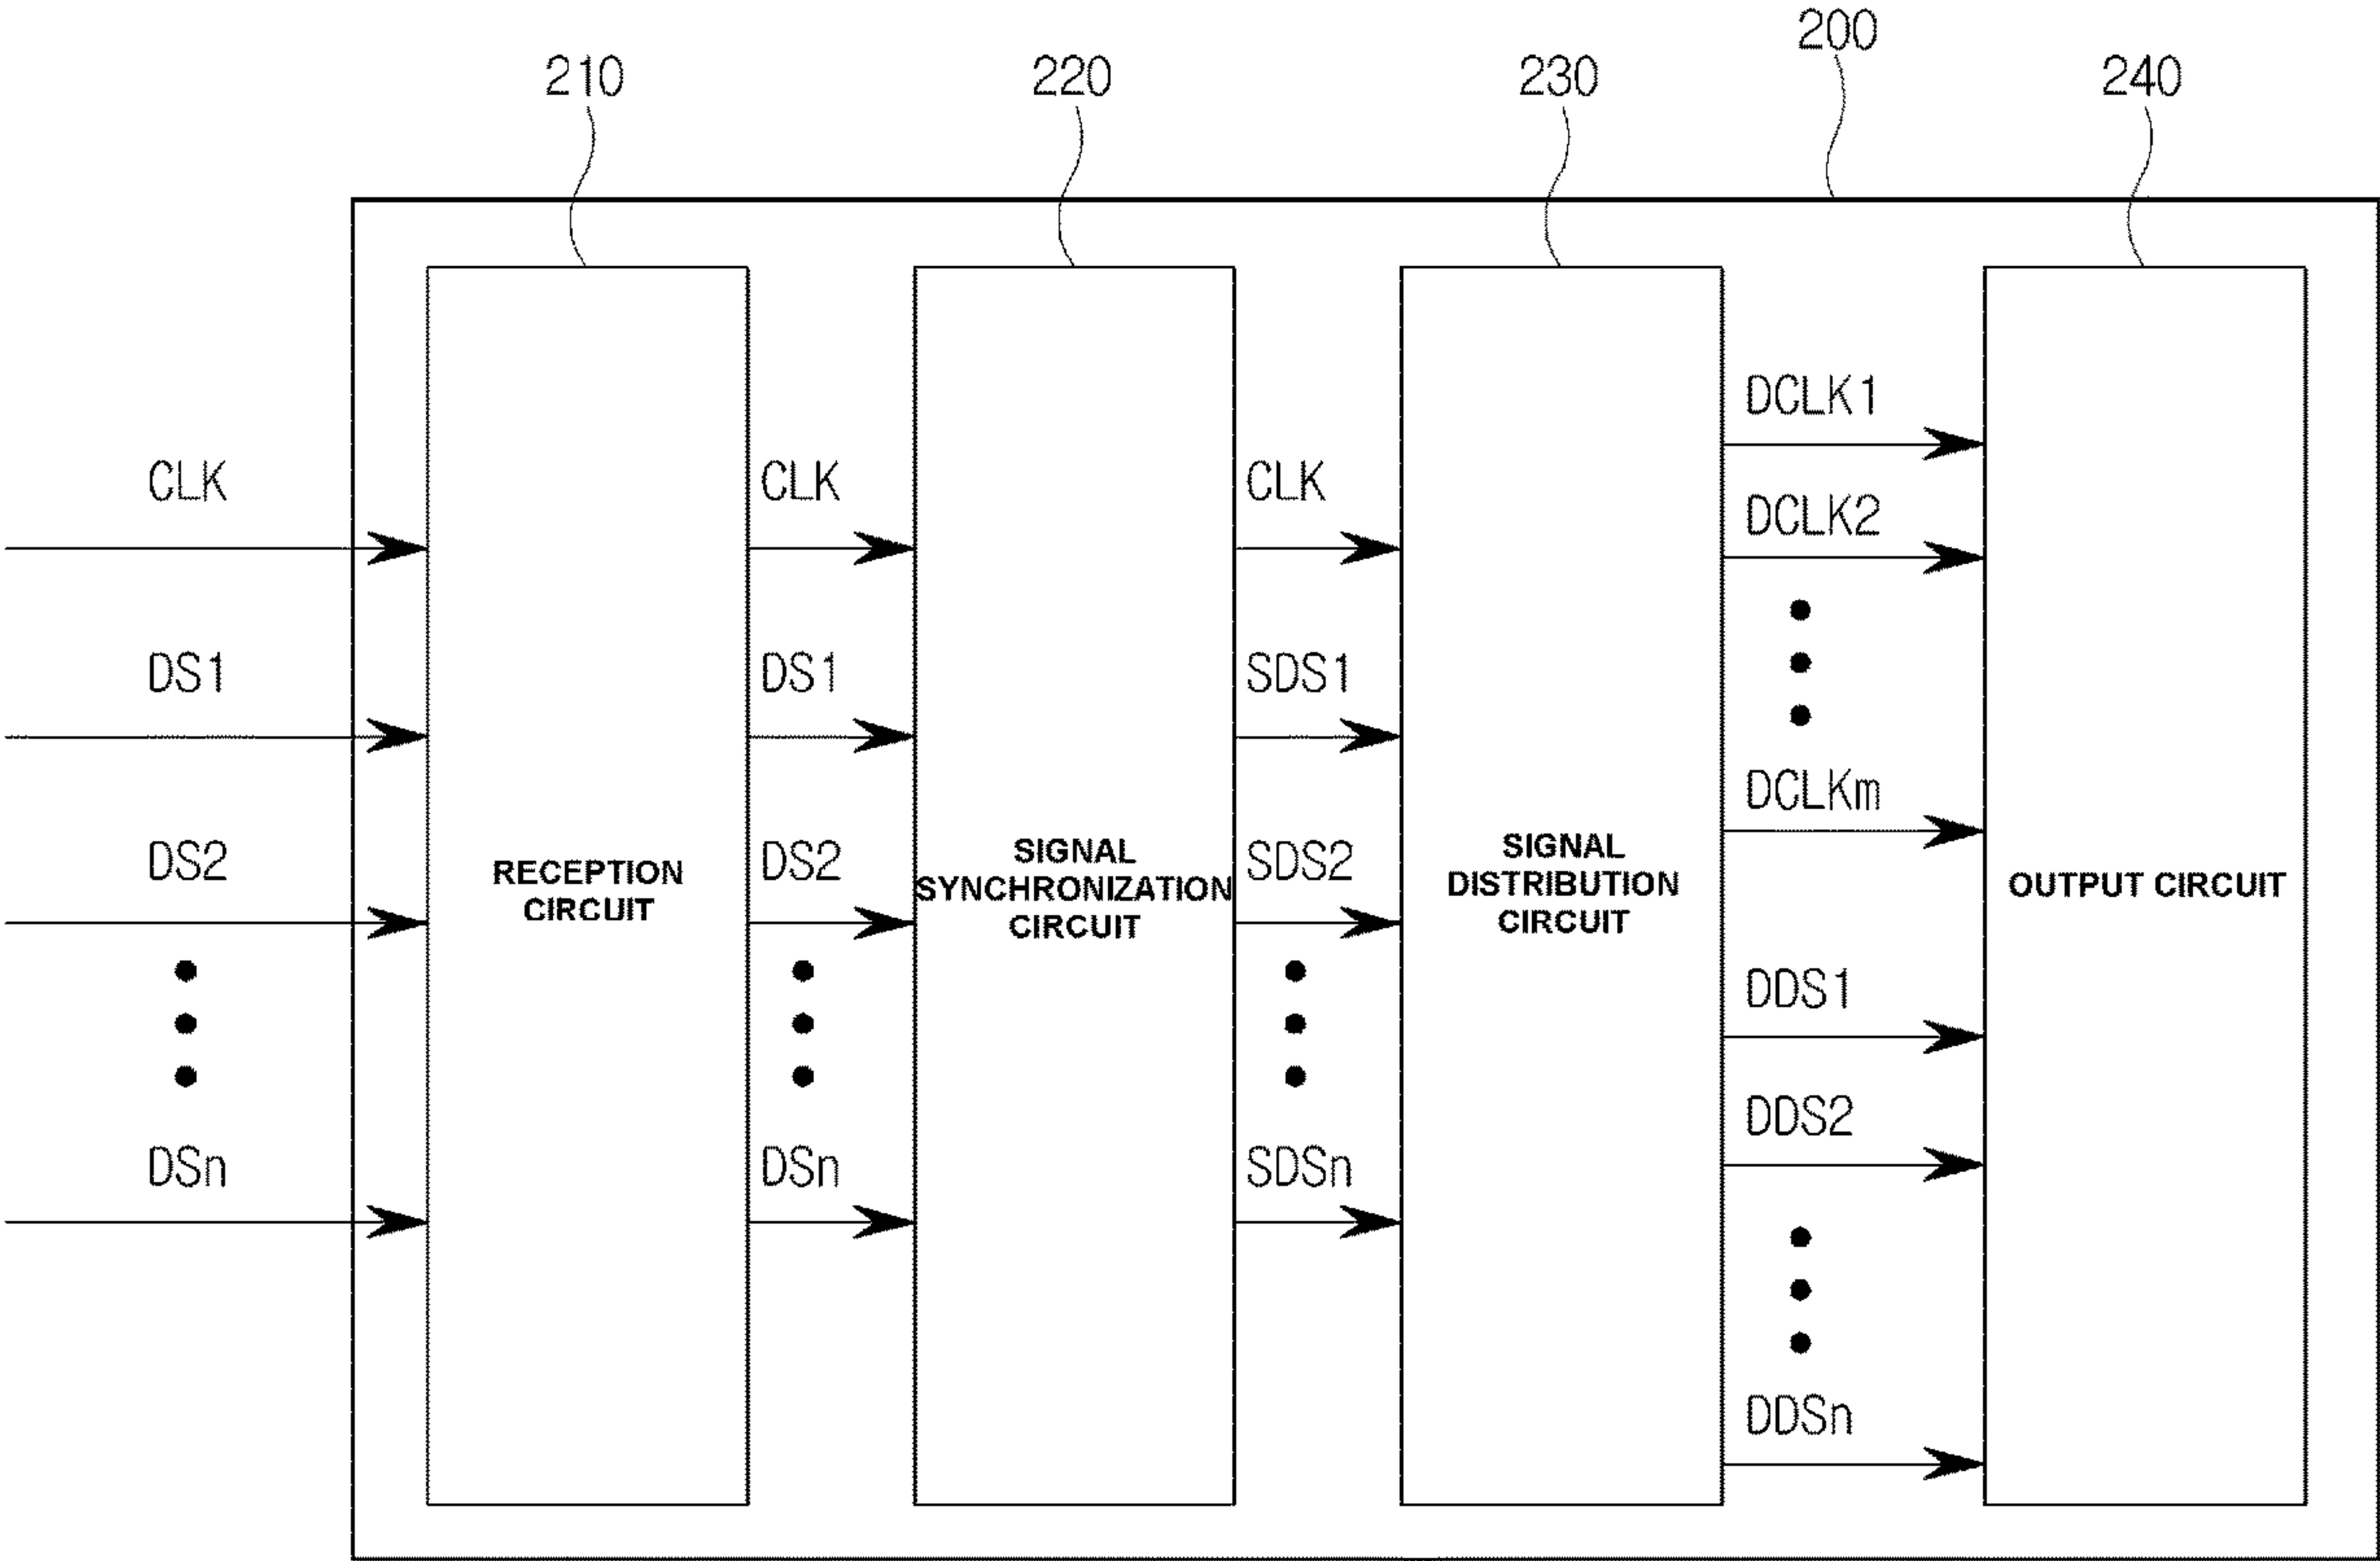 200
210
220
230
240
CLK
DS1
DS2
DSn
RECEPTION
CIRCUIT
CLK
DS1
DS2
DSn
SIGNAL
SYNCHRONIZATION
CIRCUIT
CLK
SDS1
SDS2
SDSn
SIGNAL
DISTRIBUTION
CIRCUIT
DCLK1
DCLK2
DCLKm
DDS1
DDS2
DDSn
OUTPUT CIRCUIT